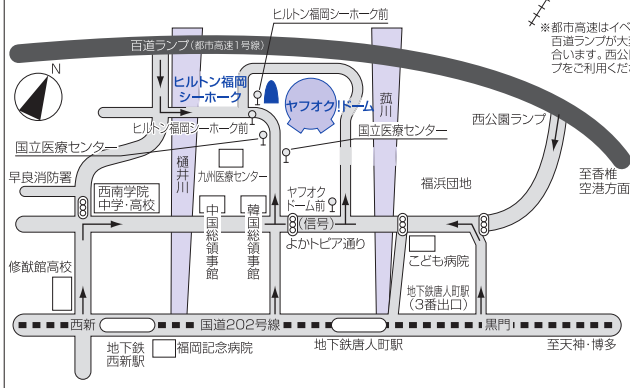 ヒルトン福岡シーホーク前
※都市高速はイベ
百道ランプが大
合います。西公
プをご利用くだ
百道ランプ(都市高速1号線)
N
ヒルトン福岡
シーホーク
ヤフオク!ドーム
菰川
西公園ランプ
ヒルトン福岡シーホーク前
国立医療センター
国立医療センター
樋井川
早良消防署
九州医療センター
至香椎
空港方面
西南学院
中学・高校
福浜団地
ヤフオク
ドーム前
中国総領事館
韓国総領事館
(信号)
よかトピア通り
修猷館高校
こども病院
地下鉄唐人町駅
(3番出口)
西新
国道202号線
黒門
地下鉄
西新駅
福岡記念病院
地下鉄唐人町駅
至天神・博多